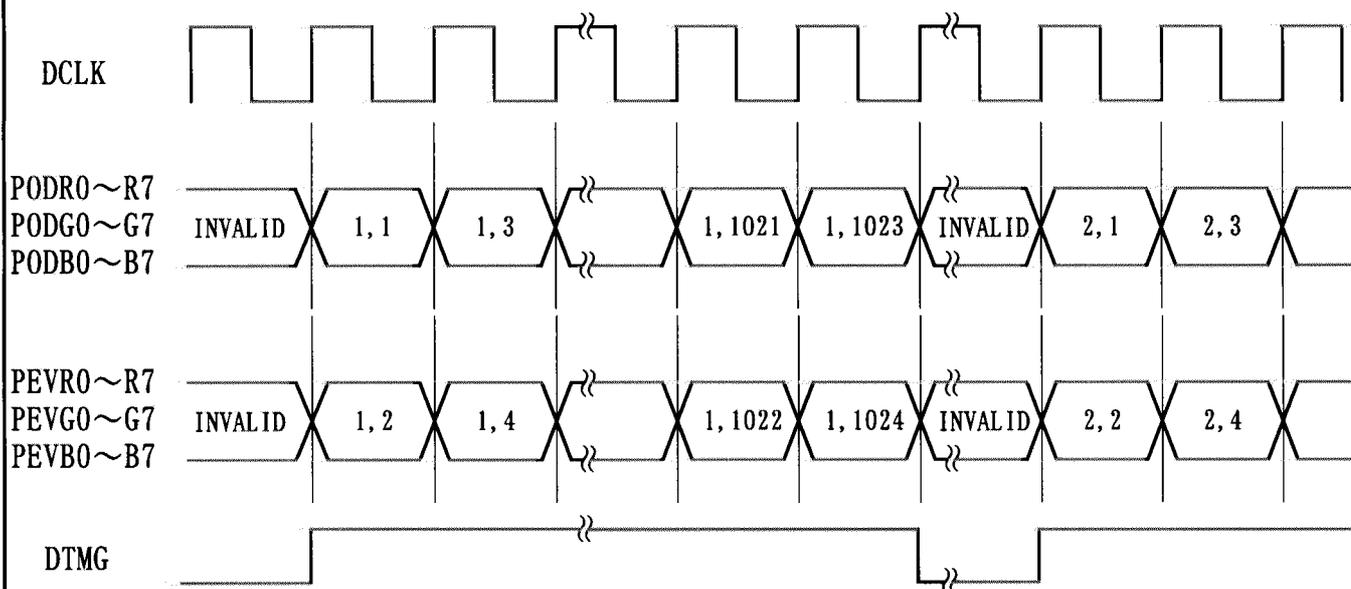 DCLK
PODR0～R7
PODG0～G7
PODB0～B7
INVALID 1,1 1,3 1,1021 1,1023 INVALID 2,1 2,3
PEVR0～R7
PEVG0～G7
PEVB0～B7
INVALID 1,2 1,4 1,1022 1,1024 INVALID 2,2 2,4
DTMG